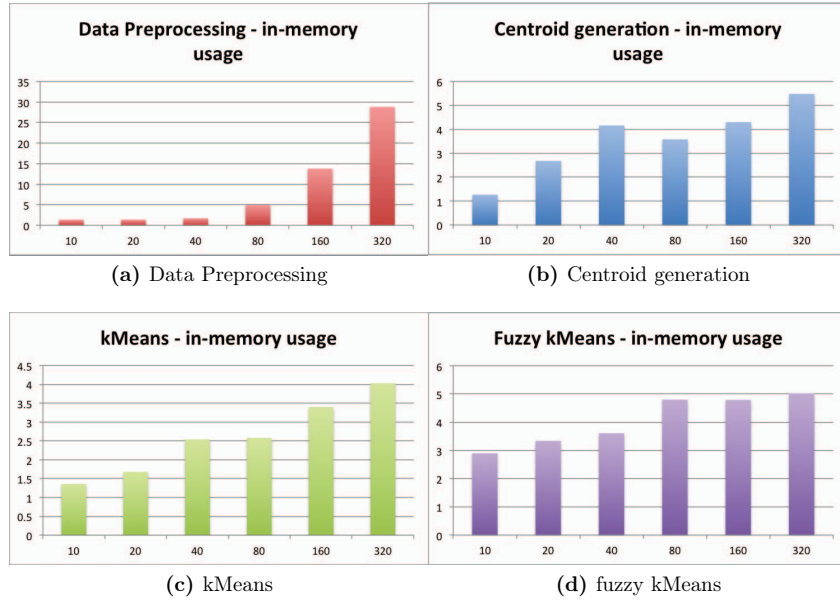 Data Preprocessing - in-memory
usage
35
30
25
20
15
10
5
0
10 20 40 80 160 320
(a) Data Preprocessing
Centroid generation - in-memory
usage
6
5
4
3
2
1
0
10 20 40 80 160 320
(b) Centroid generation
kMeans - in-memory usage
4.5
4
3.5
3
2.5
2
1.5
1
0.5
0
10 20 40 80 160 320
(c) kMeans
Fuzzy kMeans - in-memory usage
6
5
4
3
2
1
0
10 20 40 80 160 320
(d) fuzzy kMeans